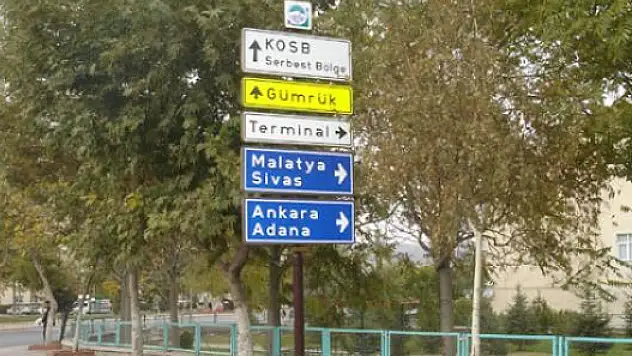 KOSB
Serbest Bölge
Gümrük
Terminal
Malatya
Sivas
Ankara
Adana